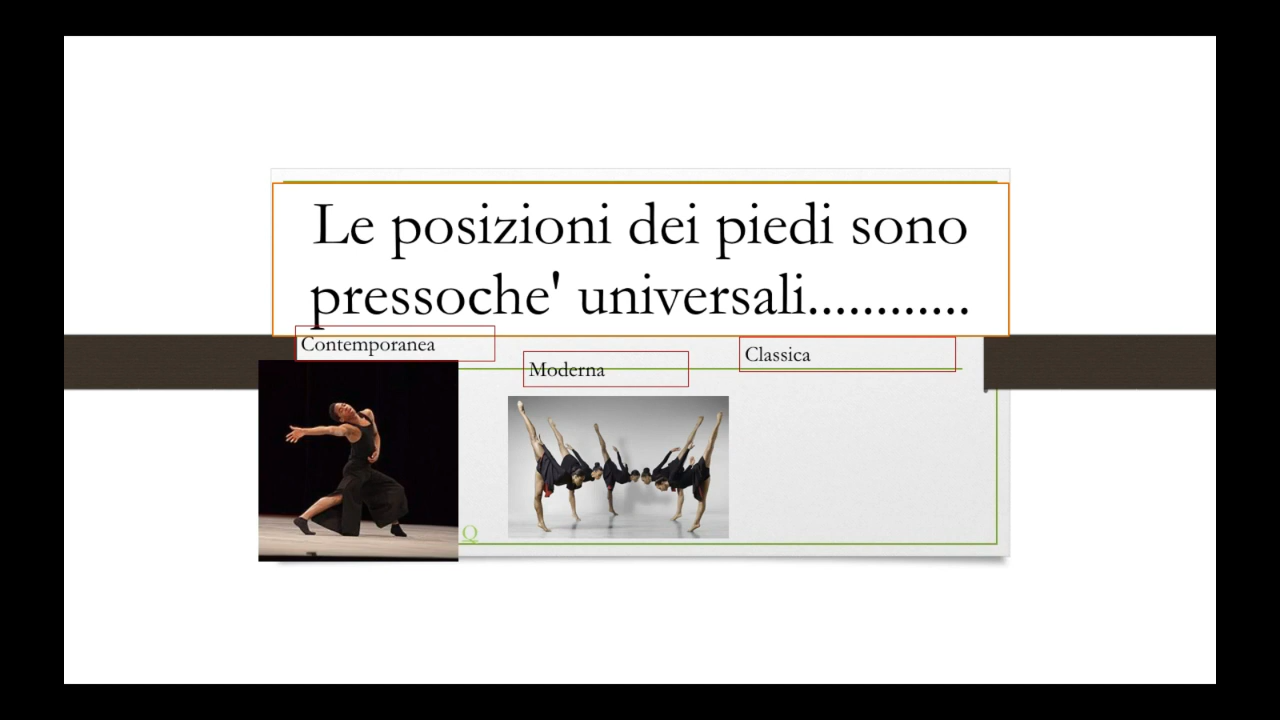 Le posizioni dei piedi sono
pressoche' universali............
Contemporanea
Moderna
Classica
Q